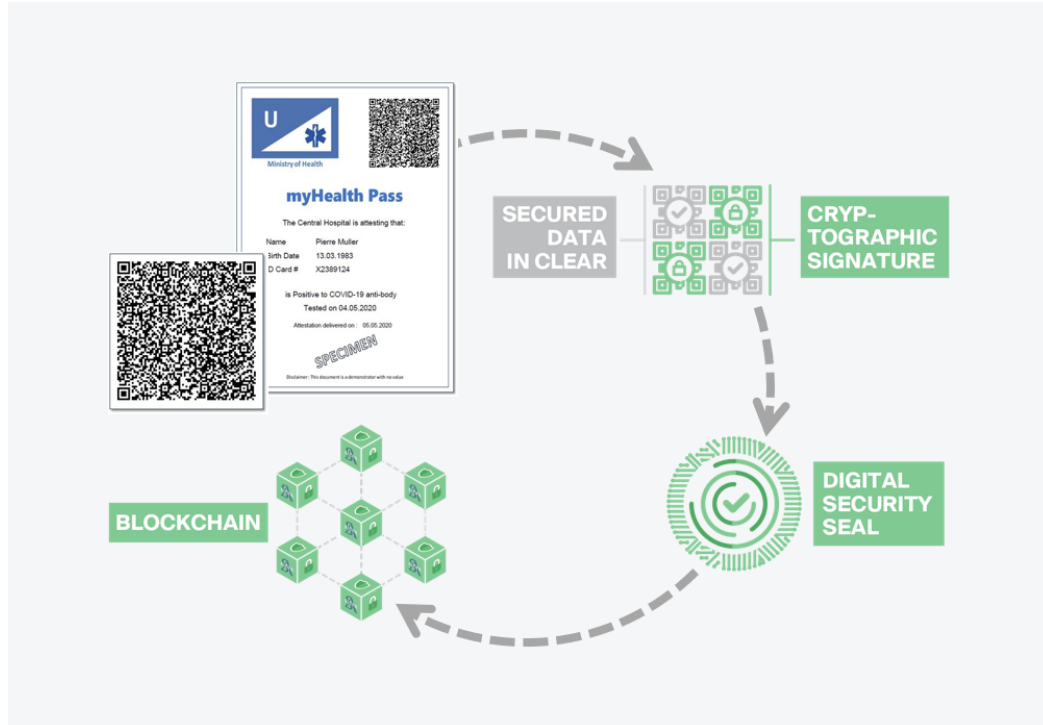 U
Ministry of Health
myHealth Pass
The Central Hospital is attesting that:
Name Pierre Muller
Birth Date 13.03.1983
D Card # X2389124
is Positive to COVID-19 anti-body
Tested on 04.05.2020
Attestation delivered on : 05.05.2020
SPECIMEN
Disclaimer : This document is a demonstrator with no value
SECURED
DATA
IN CLEAR
CRYP-
TOGRAPHIC
SIGNATURE
DIGITAL
SECURITY
SEAL
BLOCKCHAIN